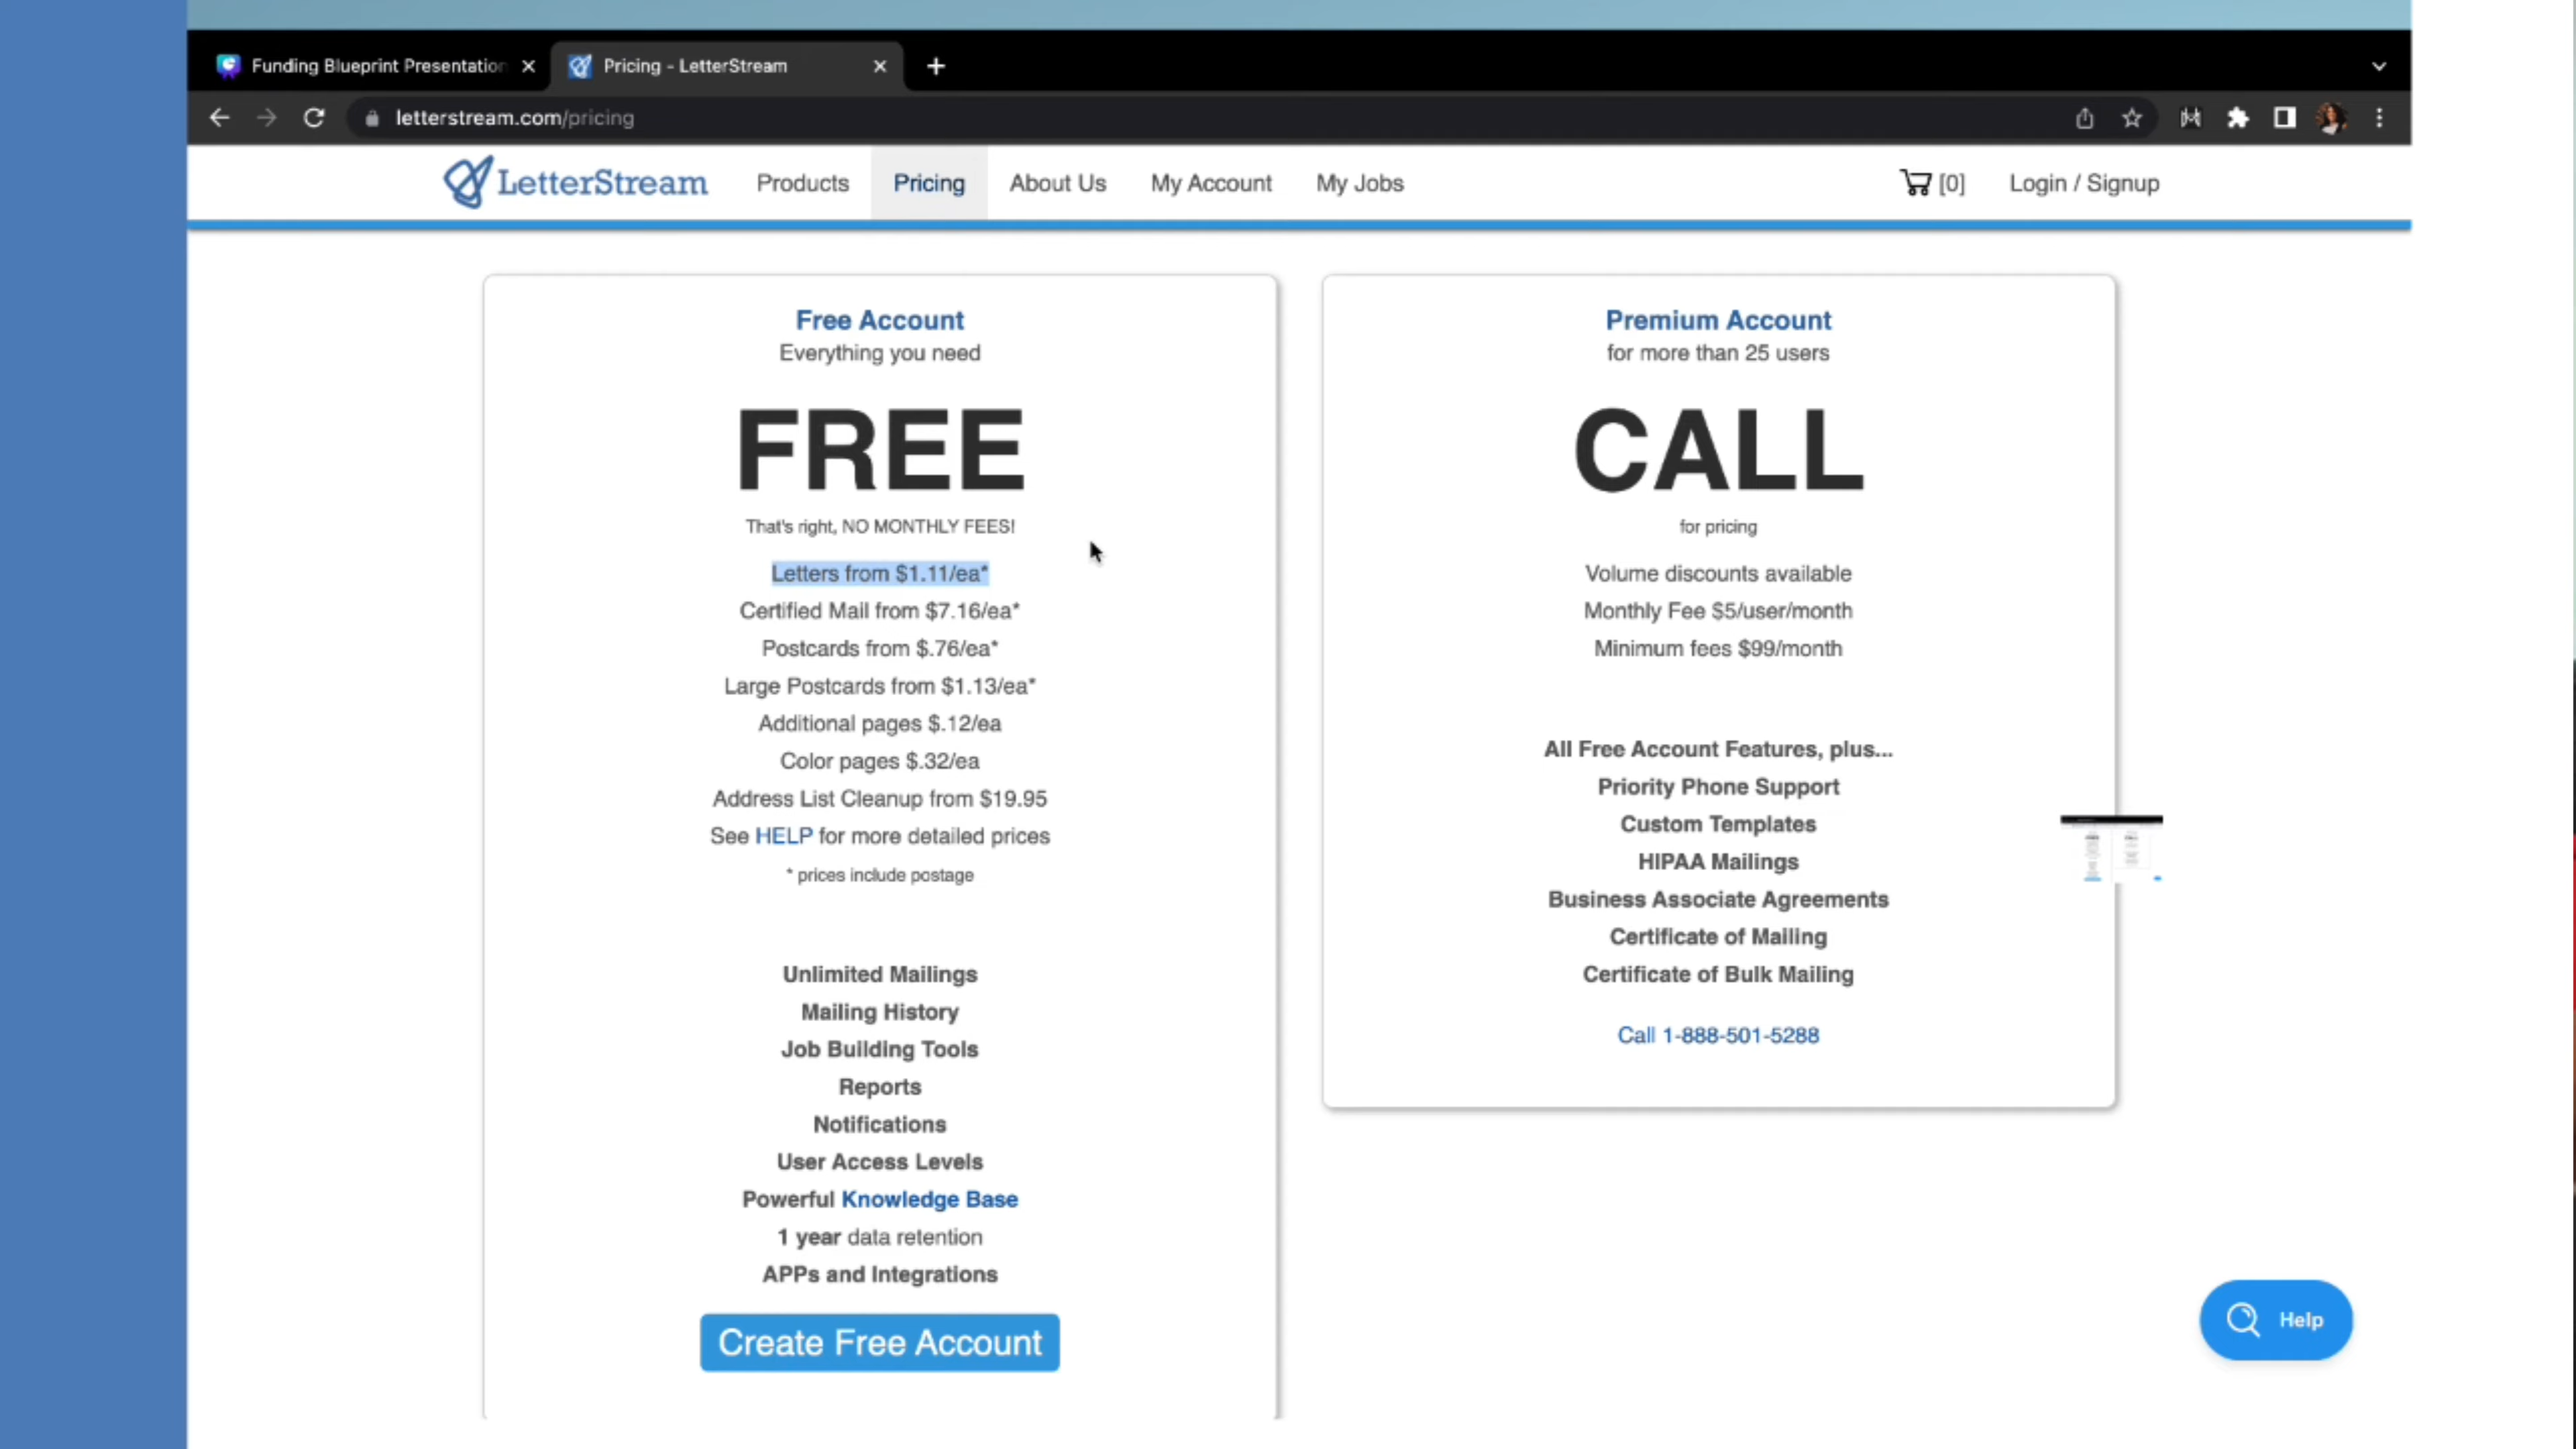 Funding Blueprint Presentation
Pricing - LetterStream
letterstream.com/pricing
LetterStream
Products
Pricing
About Us
My Account
My Jobs
[0]
Login / Signup
Free Account
Everything you need
FREE
That's right, NO MONTHLY FEES!
Letters from $1.11/ea*
Certified Mail from $7.16/ea*
Postcards from $.76/ea*
Large Postcards from $1.13/ea*
Additional pages $.12/ea
Color pages $.32/ea
Address List Cleanup from $19.95
See HELP for more detailed prices
* prices include postage
Unlimited Mailings
Mailing History
Job Building Tools
Reports
Notifications
User Access Levels
Powerful Knowledge Base
1 year data retention
APPs and Integrations
Create Free Account
Premium Account
for more than 25 users
CALL
for pricing
Volume discounts available
Monthly Fee $5/user/month
Minimum fees $99/month
All Free Account Features, plus...
Priority Phone Support
Custom Templates
HIPAA Mailings
Business Associate Agreements
Certificate of Mailing
Certificate of Bulk Mailing
Call 1-888-501-5288
Help